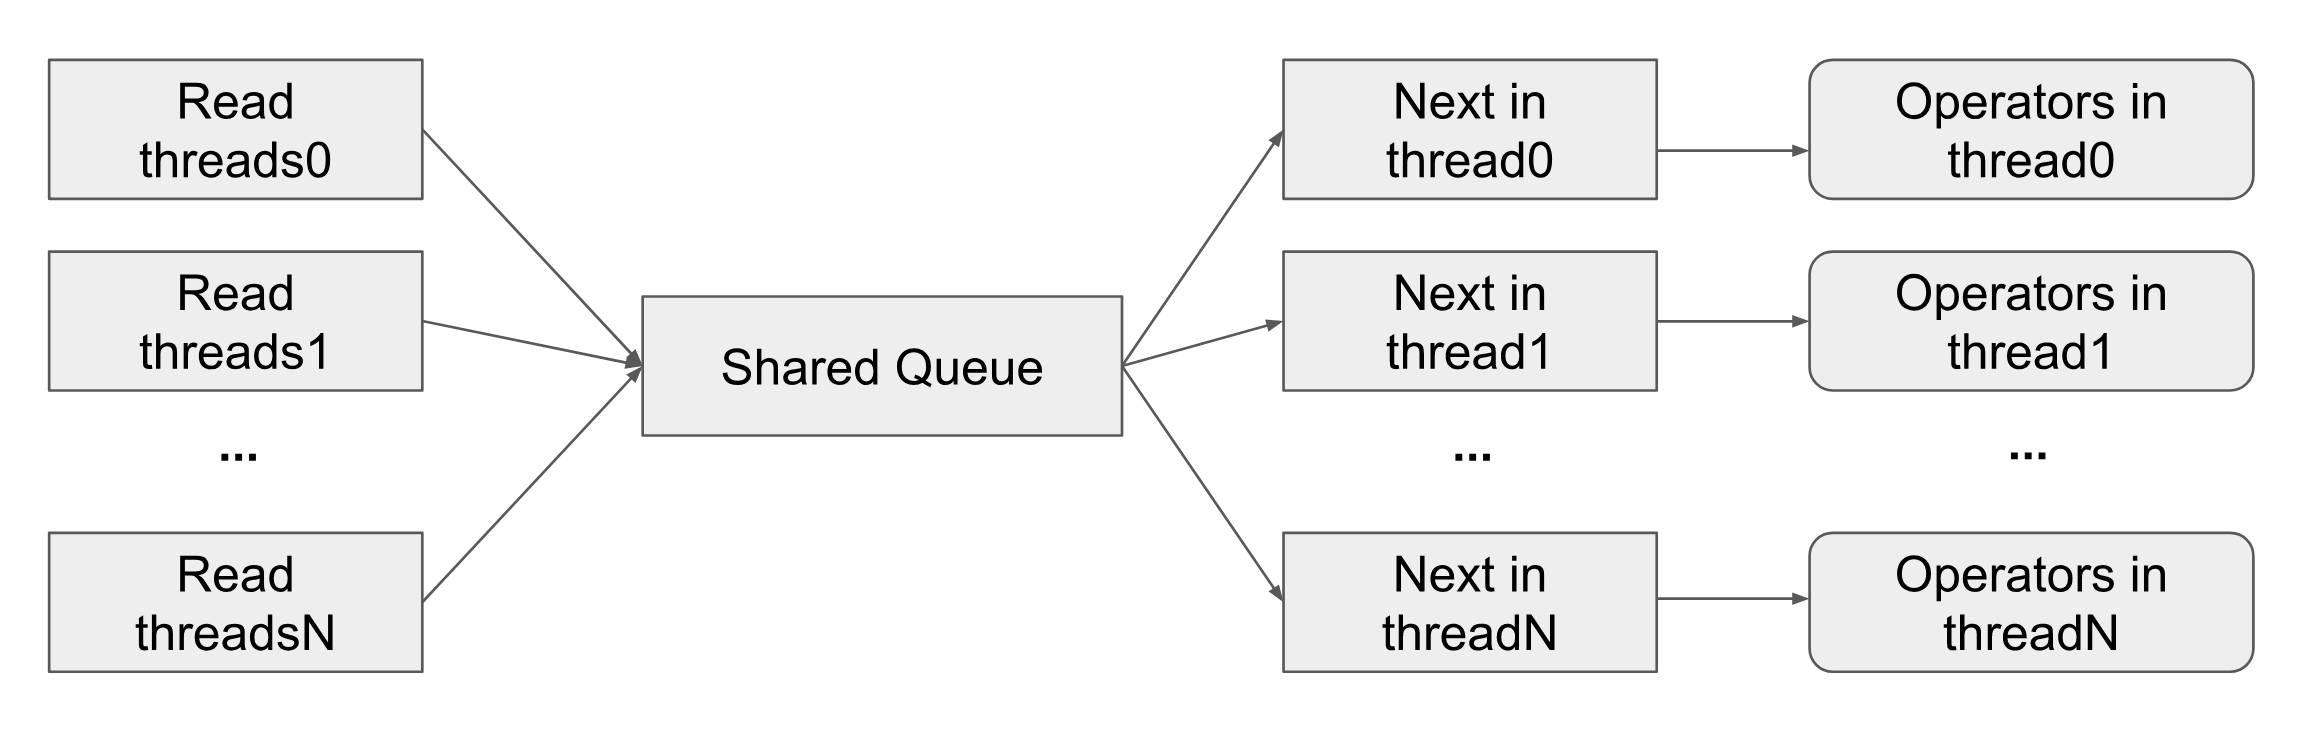 Read
threads0
Next in
thread0
Operators in
thread0
Read
threads1
Next in
thread1
Operators in
thread1
Shared Queue
...
...
...
Read
threadsN
Next in
threadN
Operators in
threadN